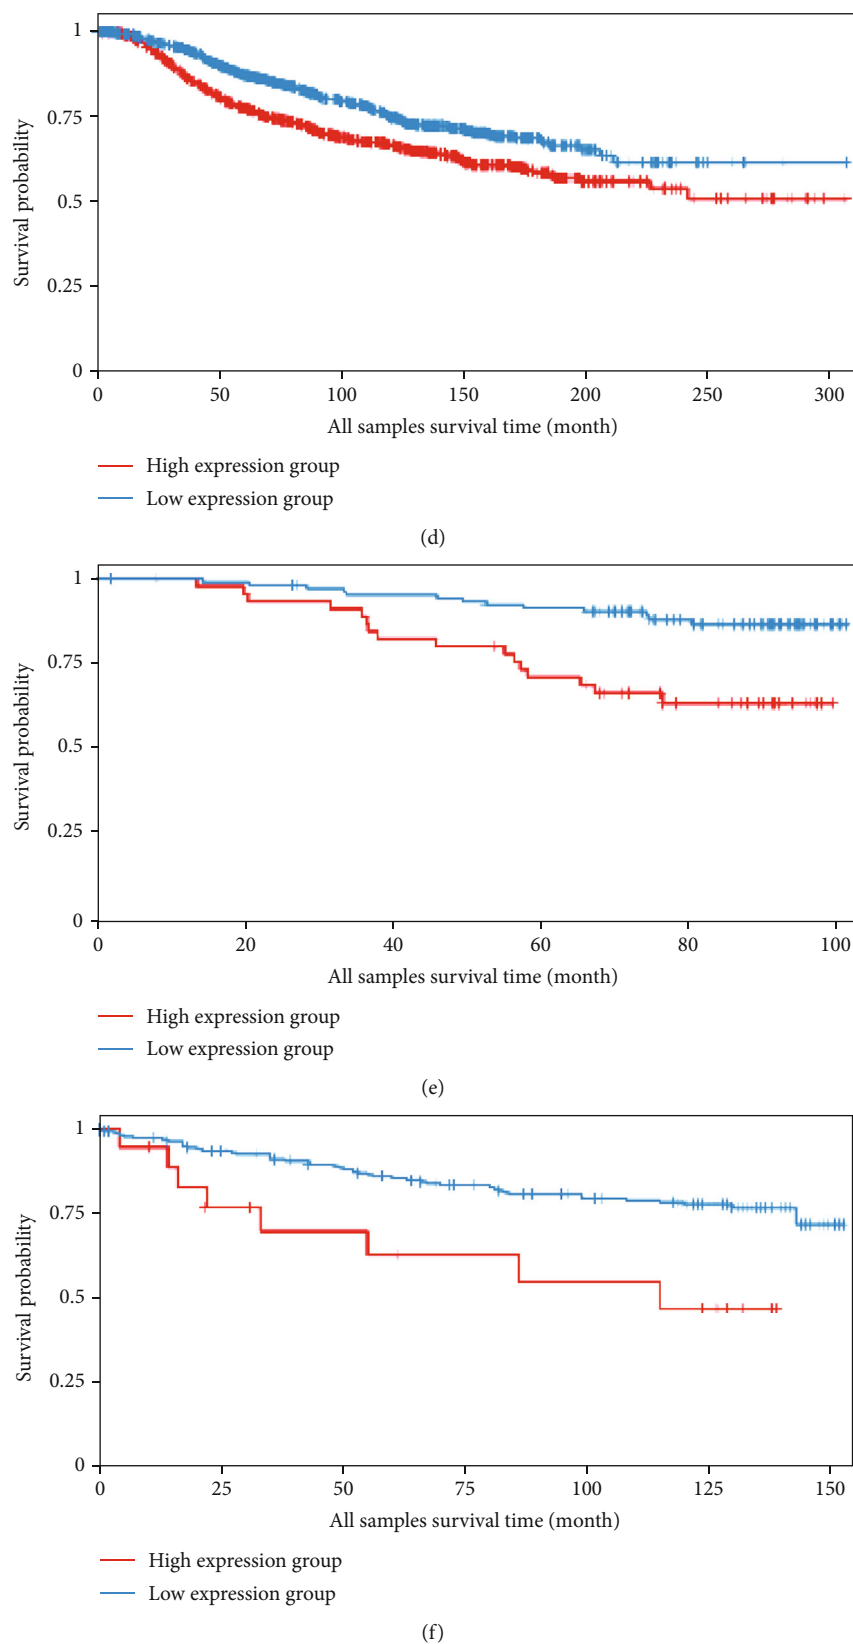 1
0.75
0.5
0.25
0
Survival probability
0 50 100 150 200 250 300
All samples survival time (month)
High expression group
Low expression group
(d)
1
0.75
0.5
0.25
0
Survival probability
0 20 40 60 80 100
All samples survival time (month)
High expression group
Low expression group
(e)
1
0.75
0.5
0.25
0
Survival probability
0 25 50 75 100 125 150
All samples survival time (month)
High expression group
Low expression group
(f)